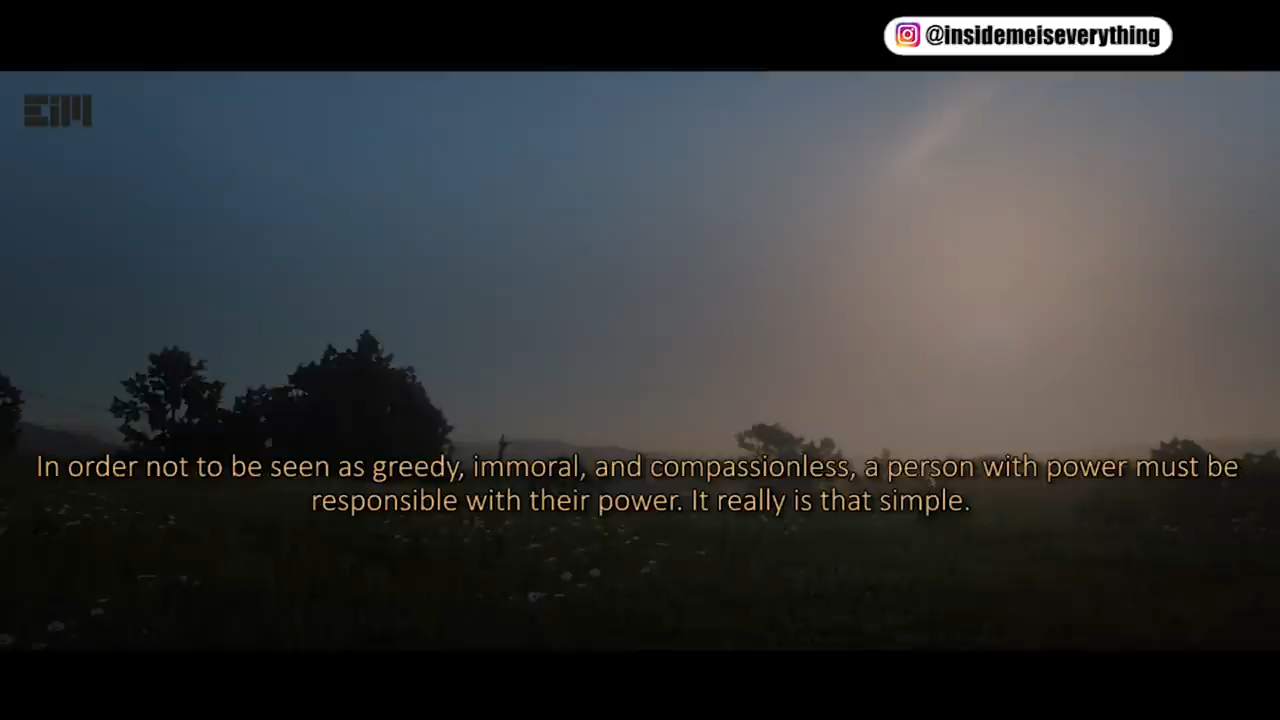 @insidemeiseverything
EIM
In order not to be seen as greedy, immoral, and compassionless, a person with power must be
responsible with their power. It really is that simple.